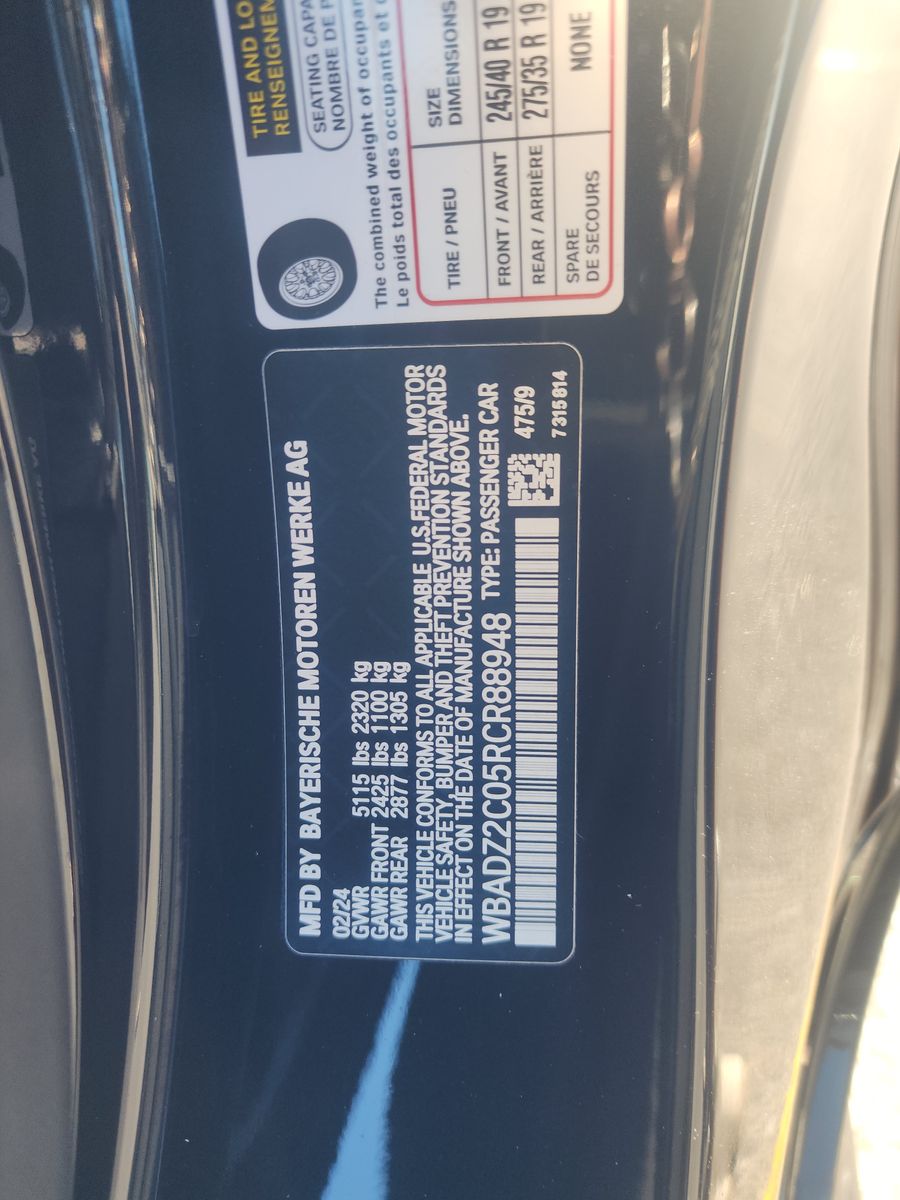 TIRE AND LO
RENSEIGNEM
SEATING CAPA
NOMBRE DE P
The combined weight of occupan
Le poids total des occupants et c
TIRE / PNEU
SIZE
DIMENSIONS
FRONT / AVANT 245/40 R 19
REAR / ARRIÈRE 275/35 R 19
SPARE
DE SECOURS
NONE
MFD BY BAYERISCHE MOTOREN WERKE AG
02/24
GVWR 5115 lbs 2320 kg
GAWR FRONT 2425 lbs 1100 kg
GAWR REAR 2877 lbs 1305 kg
THIS VEHICLE CONFORMS TO ALL APPLICABLE U.S.FEDERAL MOTOR
VEHICLE SAFETY, BUMPER AND THEFT PREVENTION STANDARDS
IN EFFECT ON THE DATE OF MANUFACTURE SHOWN ABOVE.
WBADZ2C05RCR88948 TYPE: PASSENGER CAR
475/9
7315814